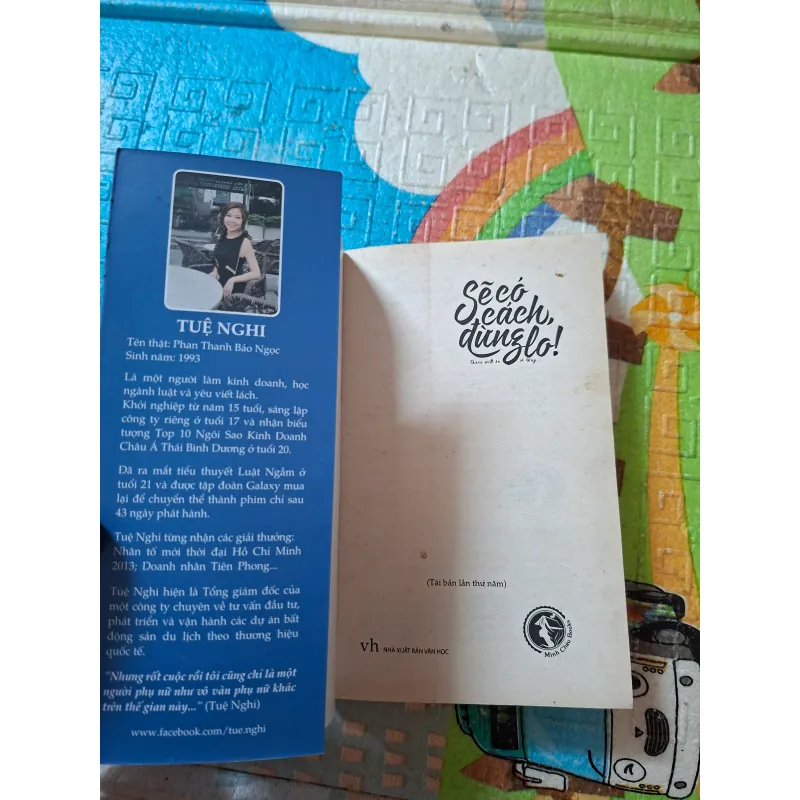 TUỆ NGHI
Tên thật: Phan Thanh Bảo Ngọc
Sinh năm: 1993
Là một người làm kinh doanh, học
ngành luật và yêu viết lách.
Khởi nghiệp từ năm 15 tuổi, sáng lập
công ty riêng ở tuổi 17 và nhận biểu
tượng Top 10 Ngôi Sao Kinh Doanh
Châu Á Thái Bình Dương ở tuổi 20.
Đã ra mắt tiểu thuyết Luật Ngầm ở
tuổi 21 và được tập đoàn Galaxy mua
lại để chuyển thể thành phim chỉ sau
43 ngày phát hành.
Tuệ Nghi từng nhận các giải thưởng:
Nhân tố mới thời đại Hồ Chí Minh
2013; Doanh nhân Tiên Phong...
Tuệ Nghi hiện là Tổng giám đốc của
một công ty chuyên về tư vấn đầu tư,
phát triển và vận hành các dự án bất
động sản du lịch theo thương hiệu
quốc tế.
"Nhưng rốt cuộc rồi tôi cũng chỉ là một
người phụ nữ như vô vàn phụ nữ khác
trên thế gian này..." (Tuệ Nghi)
www.facebook.com/tue.nghi
Sẽ có
cách,
đừng lo!
There will be a way
(Tái bản lần thứ năm)
vh NHÀ XUẤT BẢN VĂN HỌC
Minh Châu Books